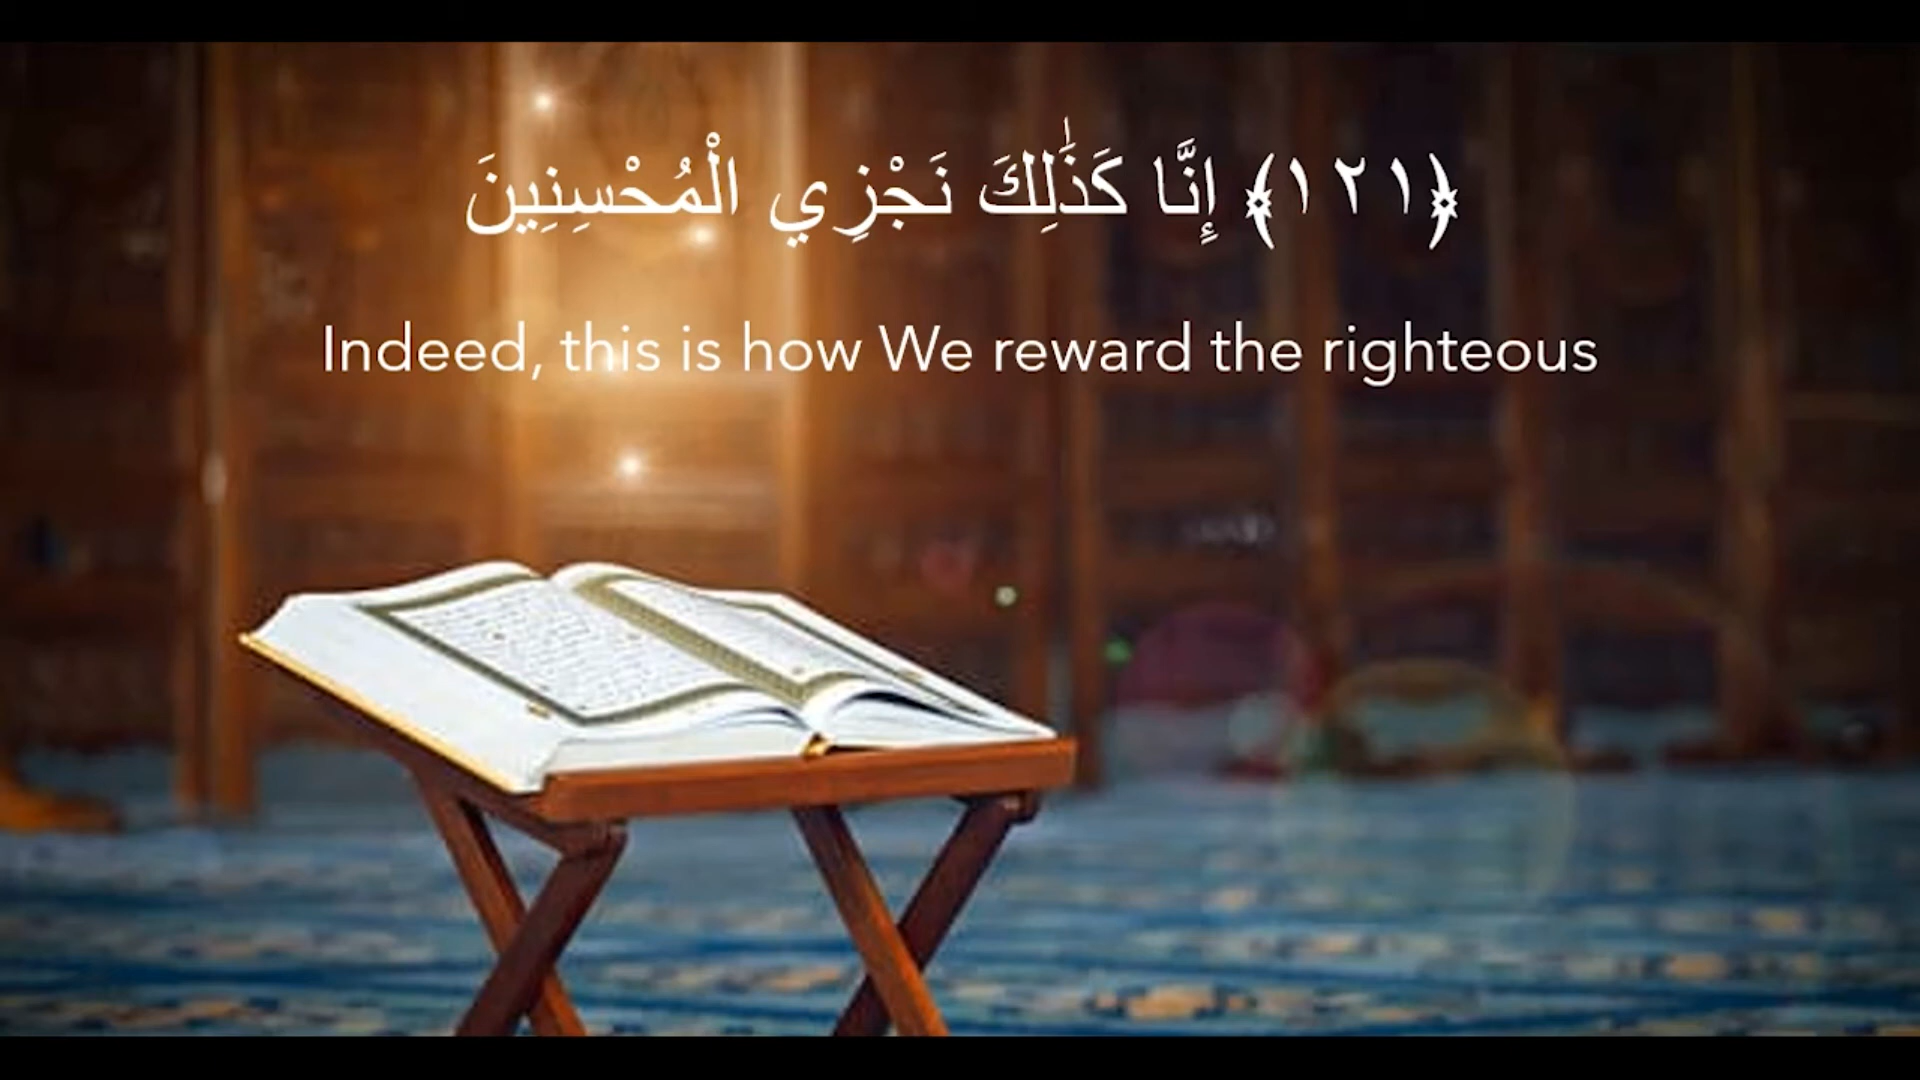 ﴿١٢١﴾ إِنَّا كَذَٰلِكَ نَجْزِي الْمُحْسِنِينَ
Indeed, this is how We reward the righteous